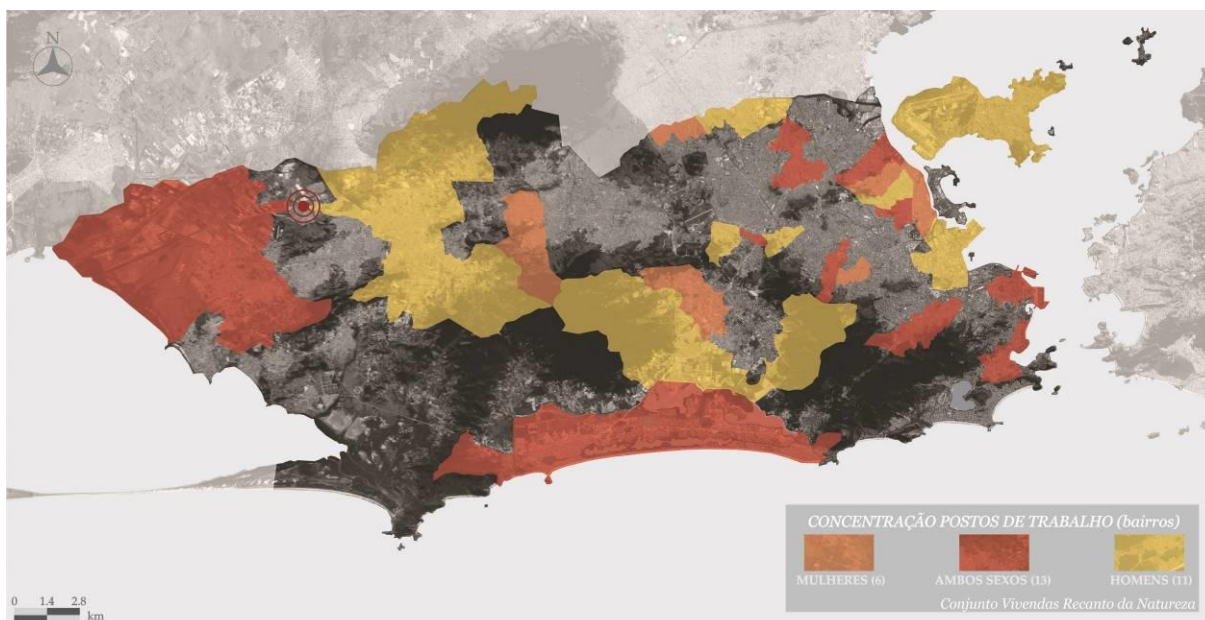 N
CONCENTRAÇÃO POSTOS DE TRABALHO (bairros)
MULHERES (6) AMBOS SEXOS (13) HOMENS (11)
Conjunto Vivendas Recanto da Natureza
0 1.4 2.8
km